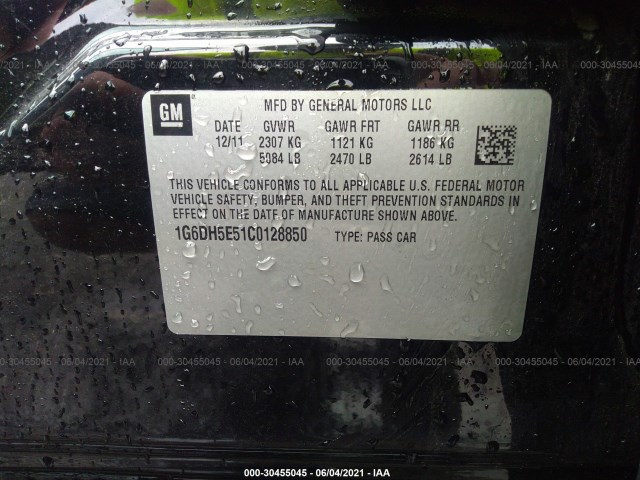 GM
MFD BY GENERAL MOTORS LLC
DATE GVWR GAWR FRT GAWR RR
12/11 2307 KG 1121 KG 1186 KG
5084 LB 2470 LB 2614 LB
THIS VEHICLE CONFORMS TO ALL APPLICABLE U.S. FEDERAL MOTOR
VEHICLE SAFETY, BUMPER, AND THEFT PREVENTION STANDARDS IN
EFFECT ON THE DATE OF MANUFACTURE SHOWN ABOVE.
1G6DH5E51C0128850 TYPE: PASS CAR
000-30455045 - 06/04/2021 - IAA